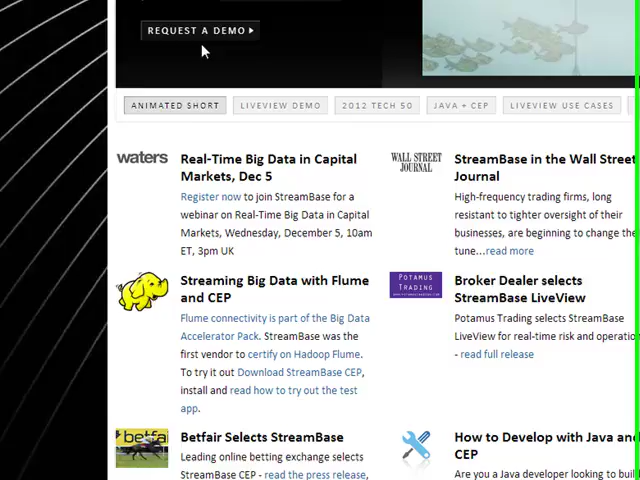 REQUEST A DEMO
ANIMATED SHORT
LIVEVIEW DEMO
2012 TECH 50
JAVA + CEP
LIVEVIEW USE CASES
waters
Real-Time Big Data in Capital
Markets, Dec 5
Register now to join StreamBase for a
webinar on Real-Time Big Data in Capital
Markets, Wednesday, December 5, 10am
ET, 3pm UK
WALL STREET
JOURNAL
StreamBase in the Wall Street
Journal
High-frequency trading firms, long
resistant to tighter oversight of their
businesses, are beginning to change the
tune...read more
Streaming Big Data with Flume
and CEP
Flume connectivity is part of the Big Data
Accelerator Pack. StreamBase was the
first vendor to certify on Hadoop Flume.
To try it out Download StreamBase CEP,
install and read how to try out the test
app.
POTAMUS
TRADING
Broker Dealer selects
StreamBase LiveView
Potamus Trading selects StreamBase
LiveView for real-time risk and operatio
- read full release
betfa
Betfair Selects StreamBase
Leading online betting exchange selects
StreamBase CEP - read the press release,
How to Develop with Java and
CEP
Are you a Java developer looking to buil